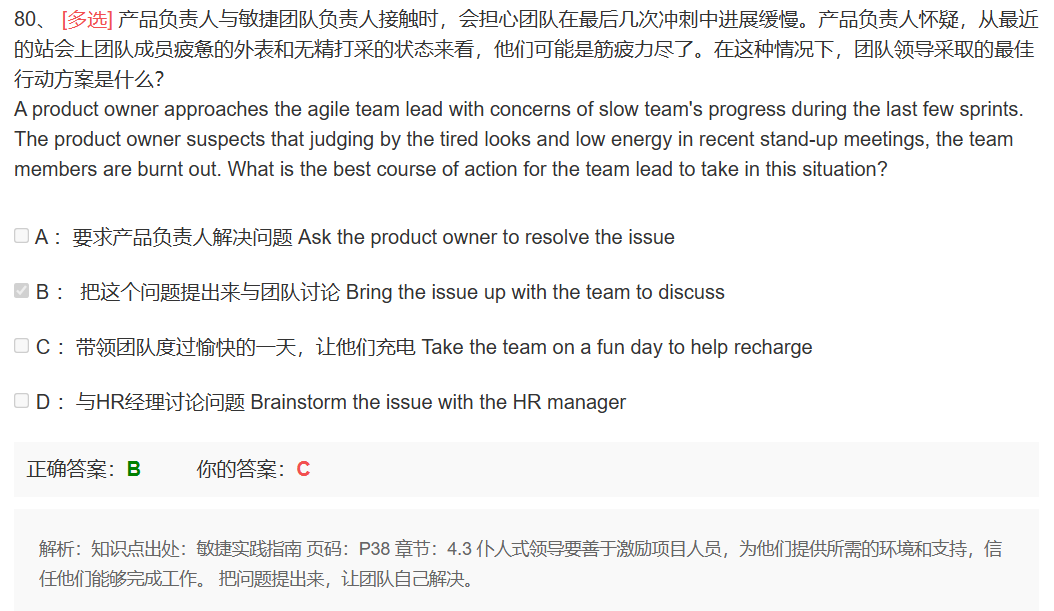 80、 [多选] 产品负责人与敏捷团队负责人接触时，会担心团队在最后几次冲刺中进展缓慢。产品负责人怀疑，从最近
的站会上团队成员疲惫的外表和无精打采的状态来看，他们可能是筋疲力尽了。在这种情况下，团队领导采取的最佳
行动方案是什么?
A product owner approaches the agile team lead with concerns of slow team's progress during the last few sprints.
The product owner suspects that judging by the tired looks and low energy in recent stand-up meetings, the team
members are burnt out. What is the best course of action for the team lead to take in this situation?
A： 要求产品负责人解决问题 Ask the product owner to resolve the issue
B： 把这个问题提出来与团队讨论 Bring the issue up with the team to discuss
C： 带领团队度过愉快的一天，让他们充电 Take the team on a fun day to help recharge
D： 与HR经理讨论问题 Brainstorm the issue with the HR manager
正确答案：B 你的答案：C
解析：知识点出处：敏捷实践指南 页码：P38 章节：4.3 仆人式领导要善于激励项目人员，为他们提供所需的环境和支持，信
任他们能够完成工作。 把问题提出来，让团队自己解决。